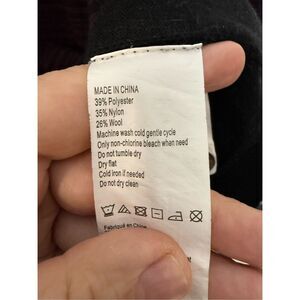 MADE IN CHINA
39% Polyester
35% Nylon
26% Wool
Machine wash cold gentle cycle
Only non-chlorine bleach when need
Do not tumble dry
Dry flat
Cold iron if needed
Do not dry clean
Fabriqué en Chine